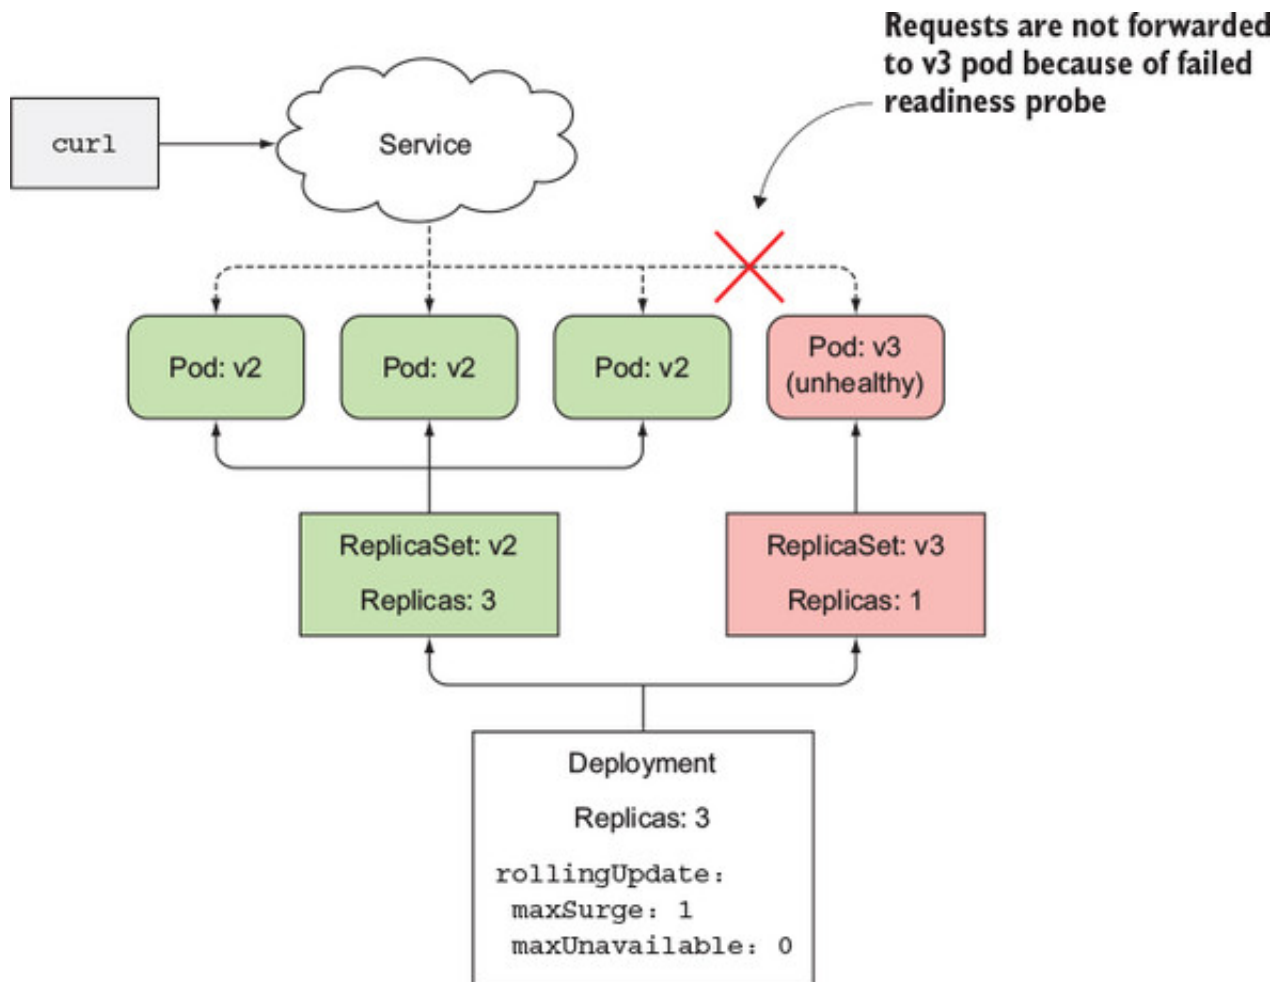 Requests are not forwarded
to v3 pod because of failed
readiness probe
curl
Service
Pod: v2
Pod: v2
Pod: v2
Pod: v3
(unhealthy)
ReplicaSet: v2
Replicas: 3
ReplicaSet: v3
Replicas: 1
Deployment
Replicas: 3
rollingUpdate:
maxSurge: 1
maxUnavailable: 0